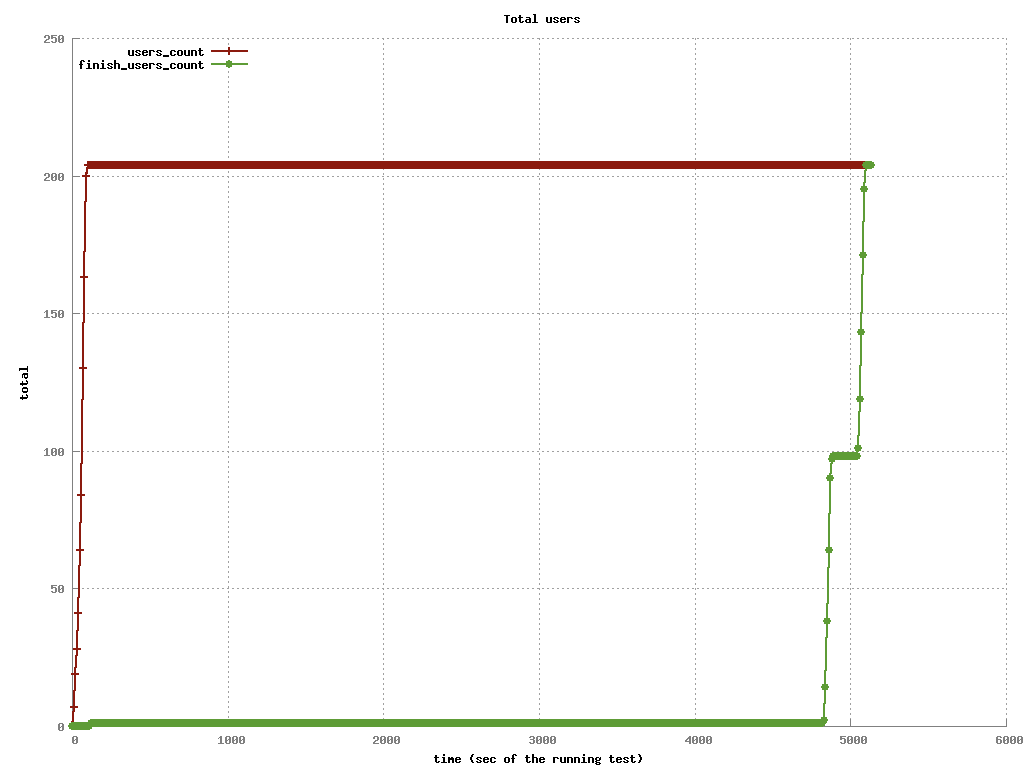 Total users
250
users_count
finish_users_count
200
150
total
100
50
0
0 1000 2000 3000 4000 5000 6000
time (sec of the running test)